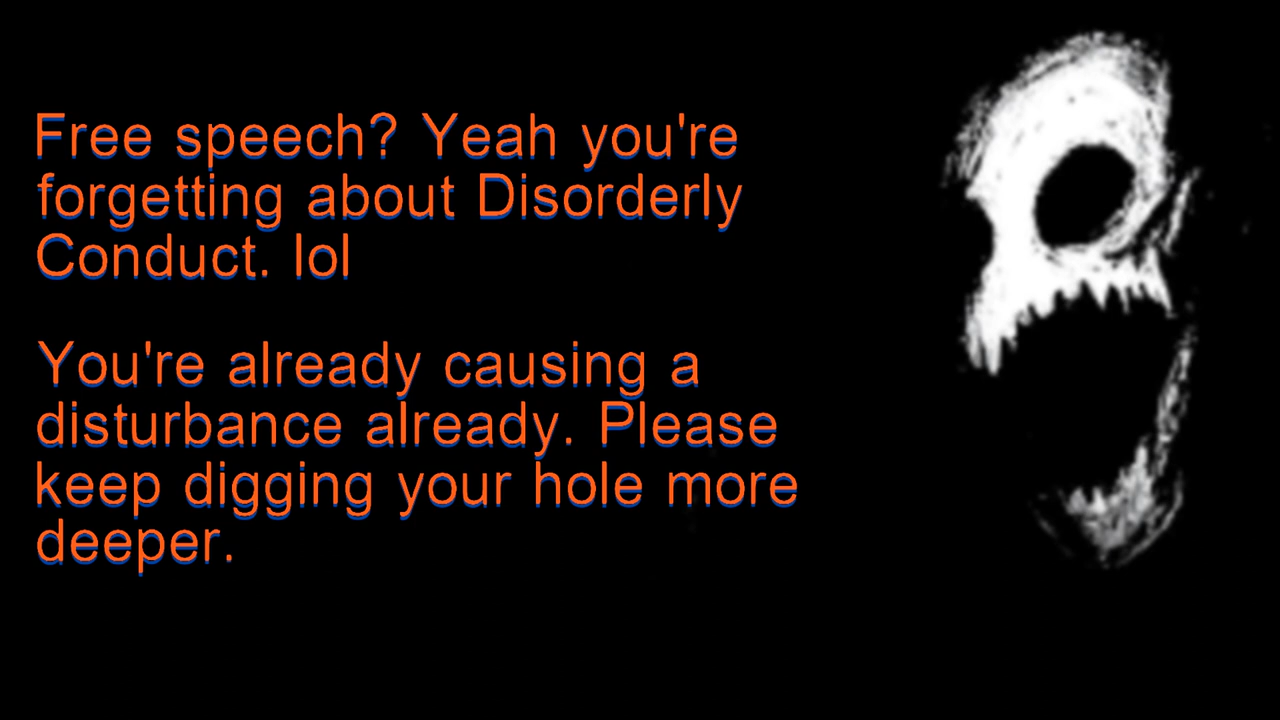 Free speech? Yeah you're
forgetting about Disorderly
Conduct. lol
You're already causing a
disturbance already. Please
keep digging your hole more
deeper.